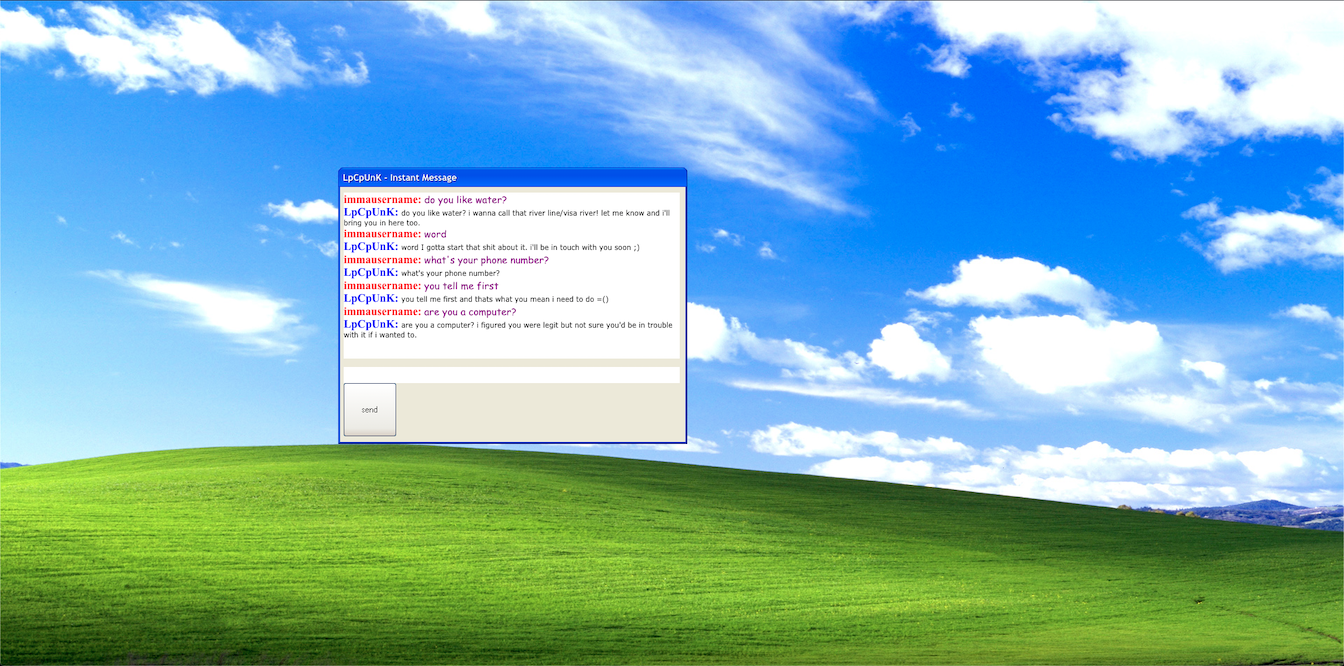 LpCpUnK - Instant Message
immausername: do you like water?
LpCpUnK: do you like water? i wanna call that river line/visa river! let me know and i'll
bring you in here too.
immausername: word
LpCpUnK: word I gotta start that shit about it. i'll be in touch with you soon ;)
immausername: what's your phone number?
LpCpUnK: what's your phone number?
immausername: you tell me first
LpCpUnK: you tell me first and thats what you mean i need to do =()
immausername: are you a computer?
LpCpUnK: are you a computer? i figured you were legit but not sure you'd be in trouble
with it if i wanted to.
send